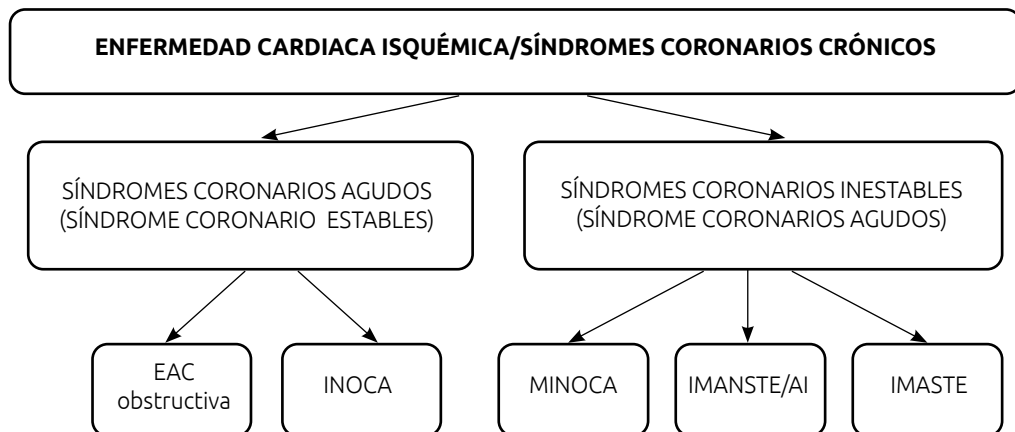 ENFERMEDAD CARDIACA ISQUÉMICA/SÍNDROMES CORONARIOS CRÓNICOS
SÍNDROMES CORONARIOS AGUDOS
(SÍNDROME CORONARIO ESTABLES)
SÍNDROMES CORONARIOS INESTABLES
(SÍNDROME CORONARIOS AGUDOS)
EAC
obstructiva
INOCA
MINOCA
IMANSTE/AI
IMASTE